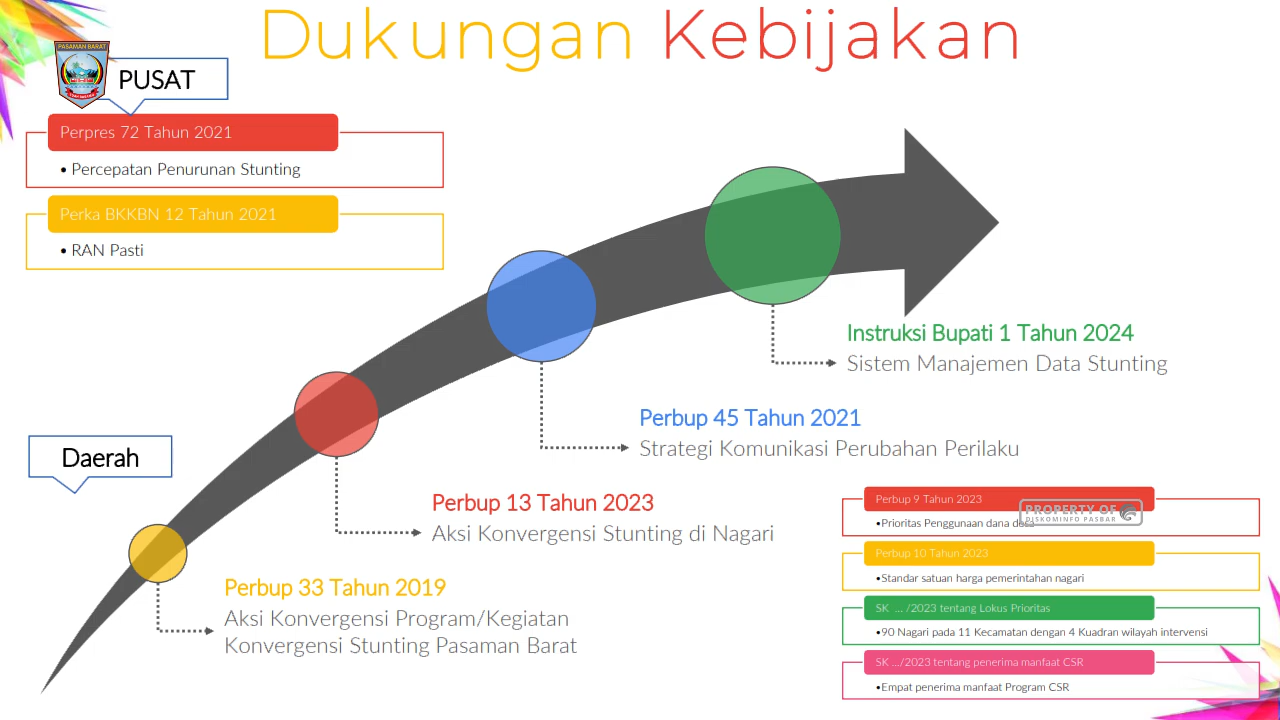 Dukungan Kebijakan
PASAMAN BARAT
PUSAT
Perpres 72 Tahun 2021
• Percepatan Penurunan Stunting
Perka BKKBN 12 Tahun 2021
• RAN Pasti
Instruksi Bupati 1 Tahun 2024
Sistem Manajemen Data Stunting
Perbup 45 Tahun 2021
Strategi Komunikasi Perubahan Perilaku
Daerah
Perbup 13 Tahun 2023
Aksi Konvergensi Stunting di Nagari
Perbup 33 Tahun 2019
Aksi Konvergensi Program/Kegiatan
Konvergensi Stunting Pasaman Barat
Perbup 9 Tahun 2023
•Prioritas Penggunaan dana desa
PROPERTY OF
DISKOMINFO PASBAR
Perbup 10 Tahun 2023
•Standar satuan harga pemerintahan nagari
SK ... /2023 tentang Lokus Prioritas
•90 Nagari pada 11 Kecamatan dengan 4 Kuadran wilayah intervensi
SK .../2023 tentang penerima manfaat CSR
•Empat penerima manfaat Program CSR